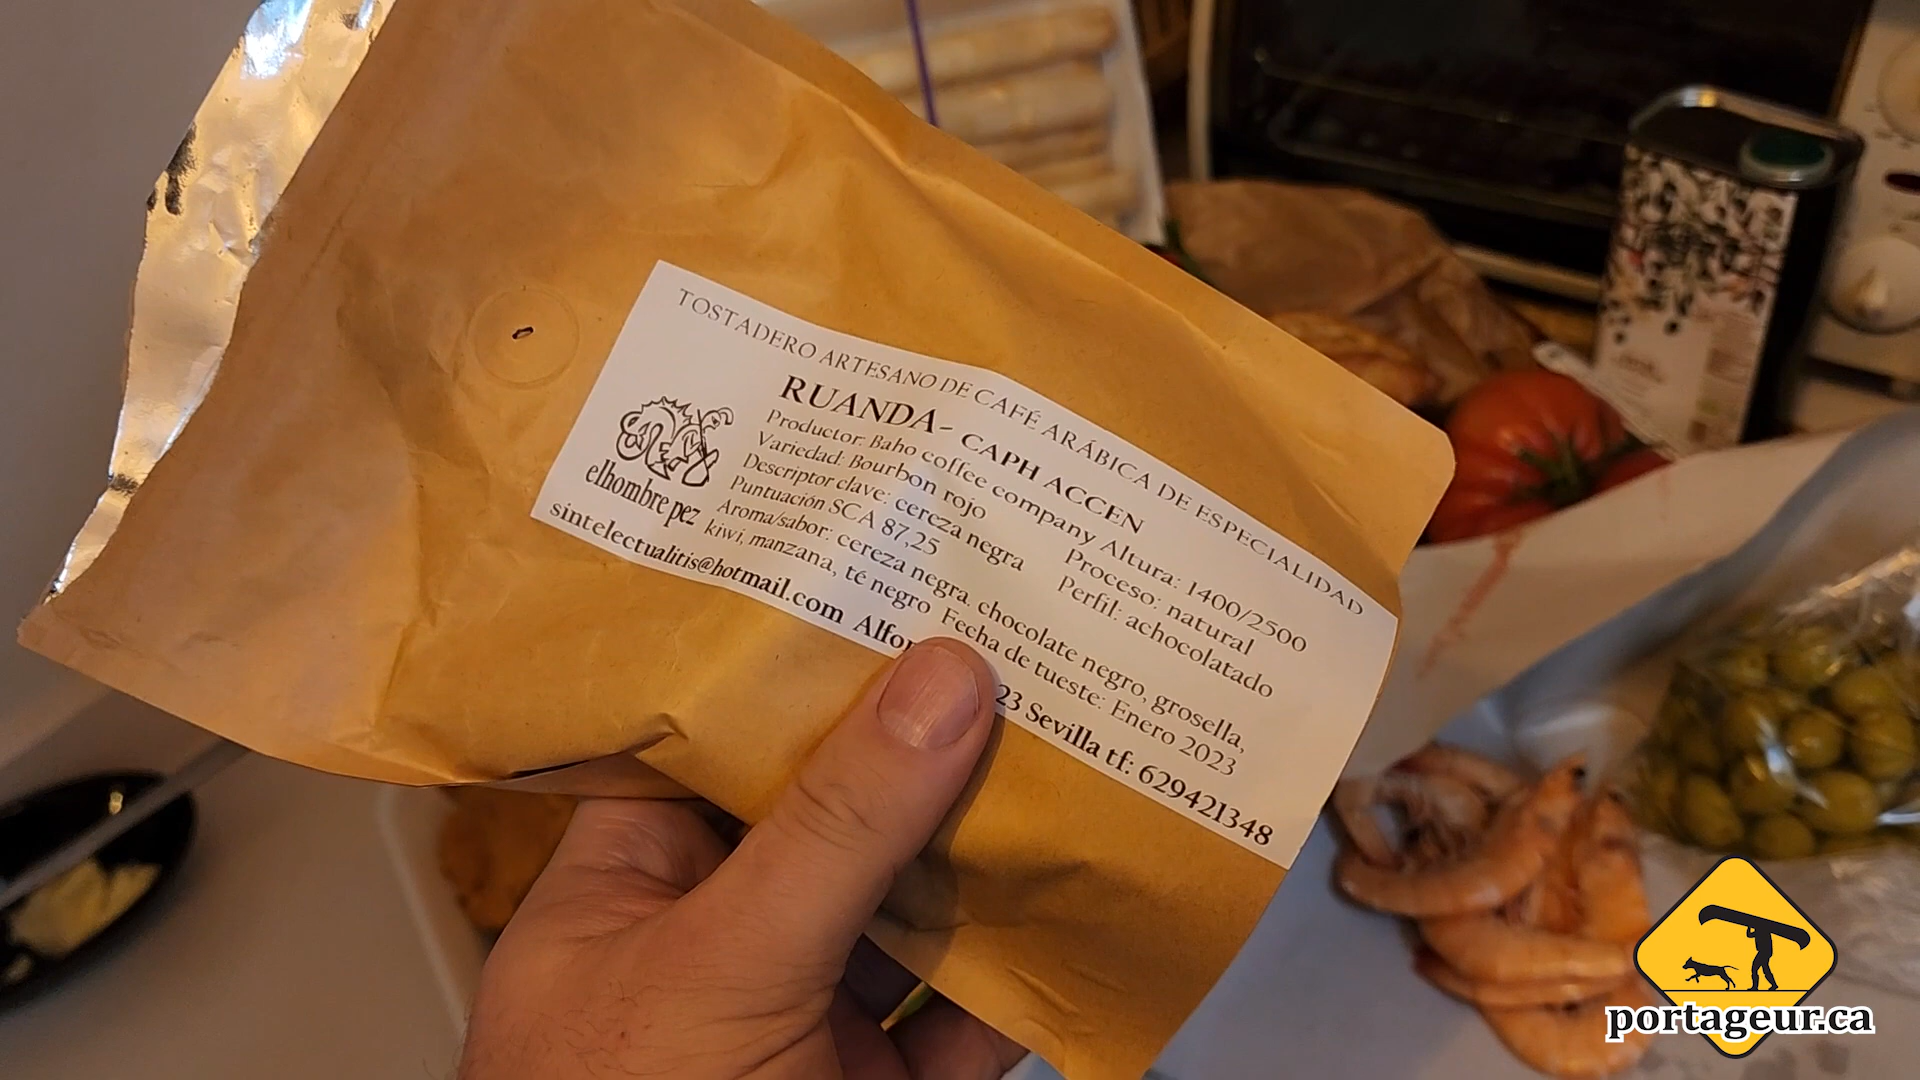 TOSTADERO ARTESANO DE CAFÉ ARÁBICA DE ESPECIALIDAD
RUANDA- CAPH ACCEN
Productor: Baho coffee company Altura: 1400/2500
Variedad: Bourbon rojo Proceso: natural
Descriptor clave: cereza negra Perfil: achocolatado
Puntuación SCA 87,25
Aroma/sabor: cereza negra. chocolate negro, grosella,
kiwi, manzana, té negro Fecha de tueste: Enero 2023
elhombre pez
sintelectualitis@hotmail.com 23 Sevilla tf: 629421348
portageur.ca